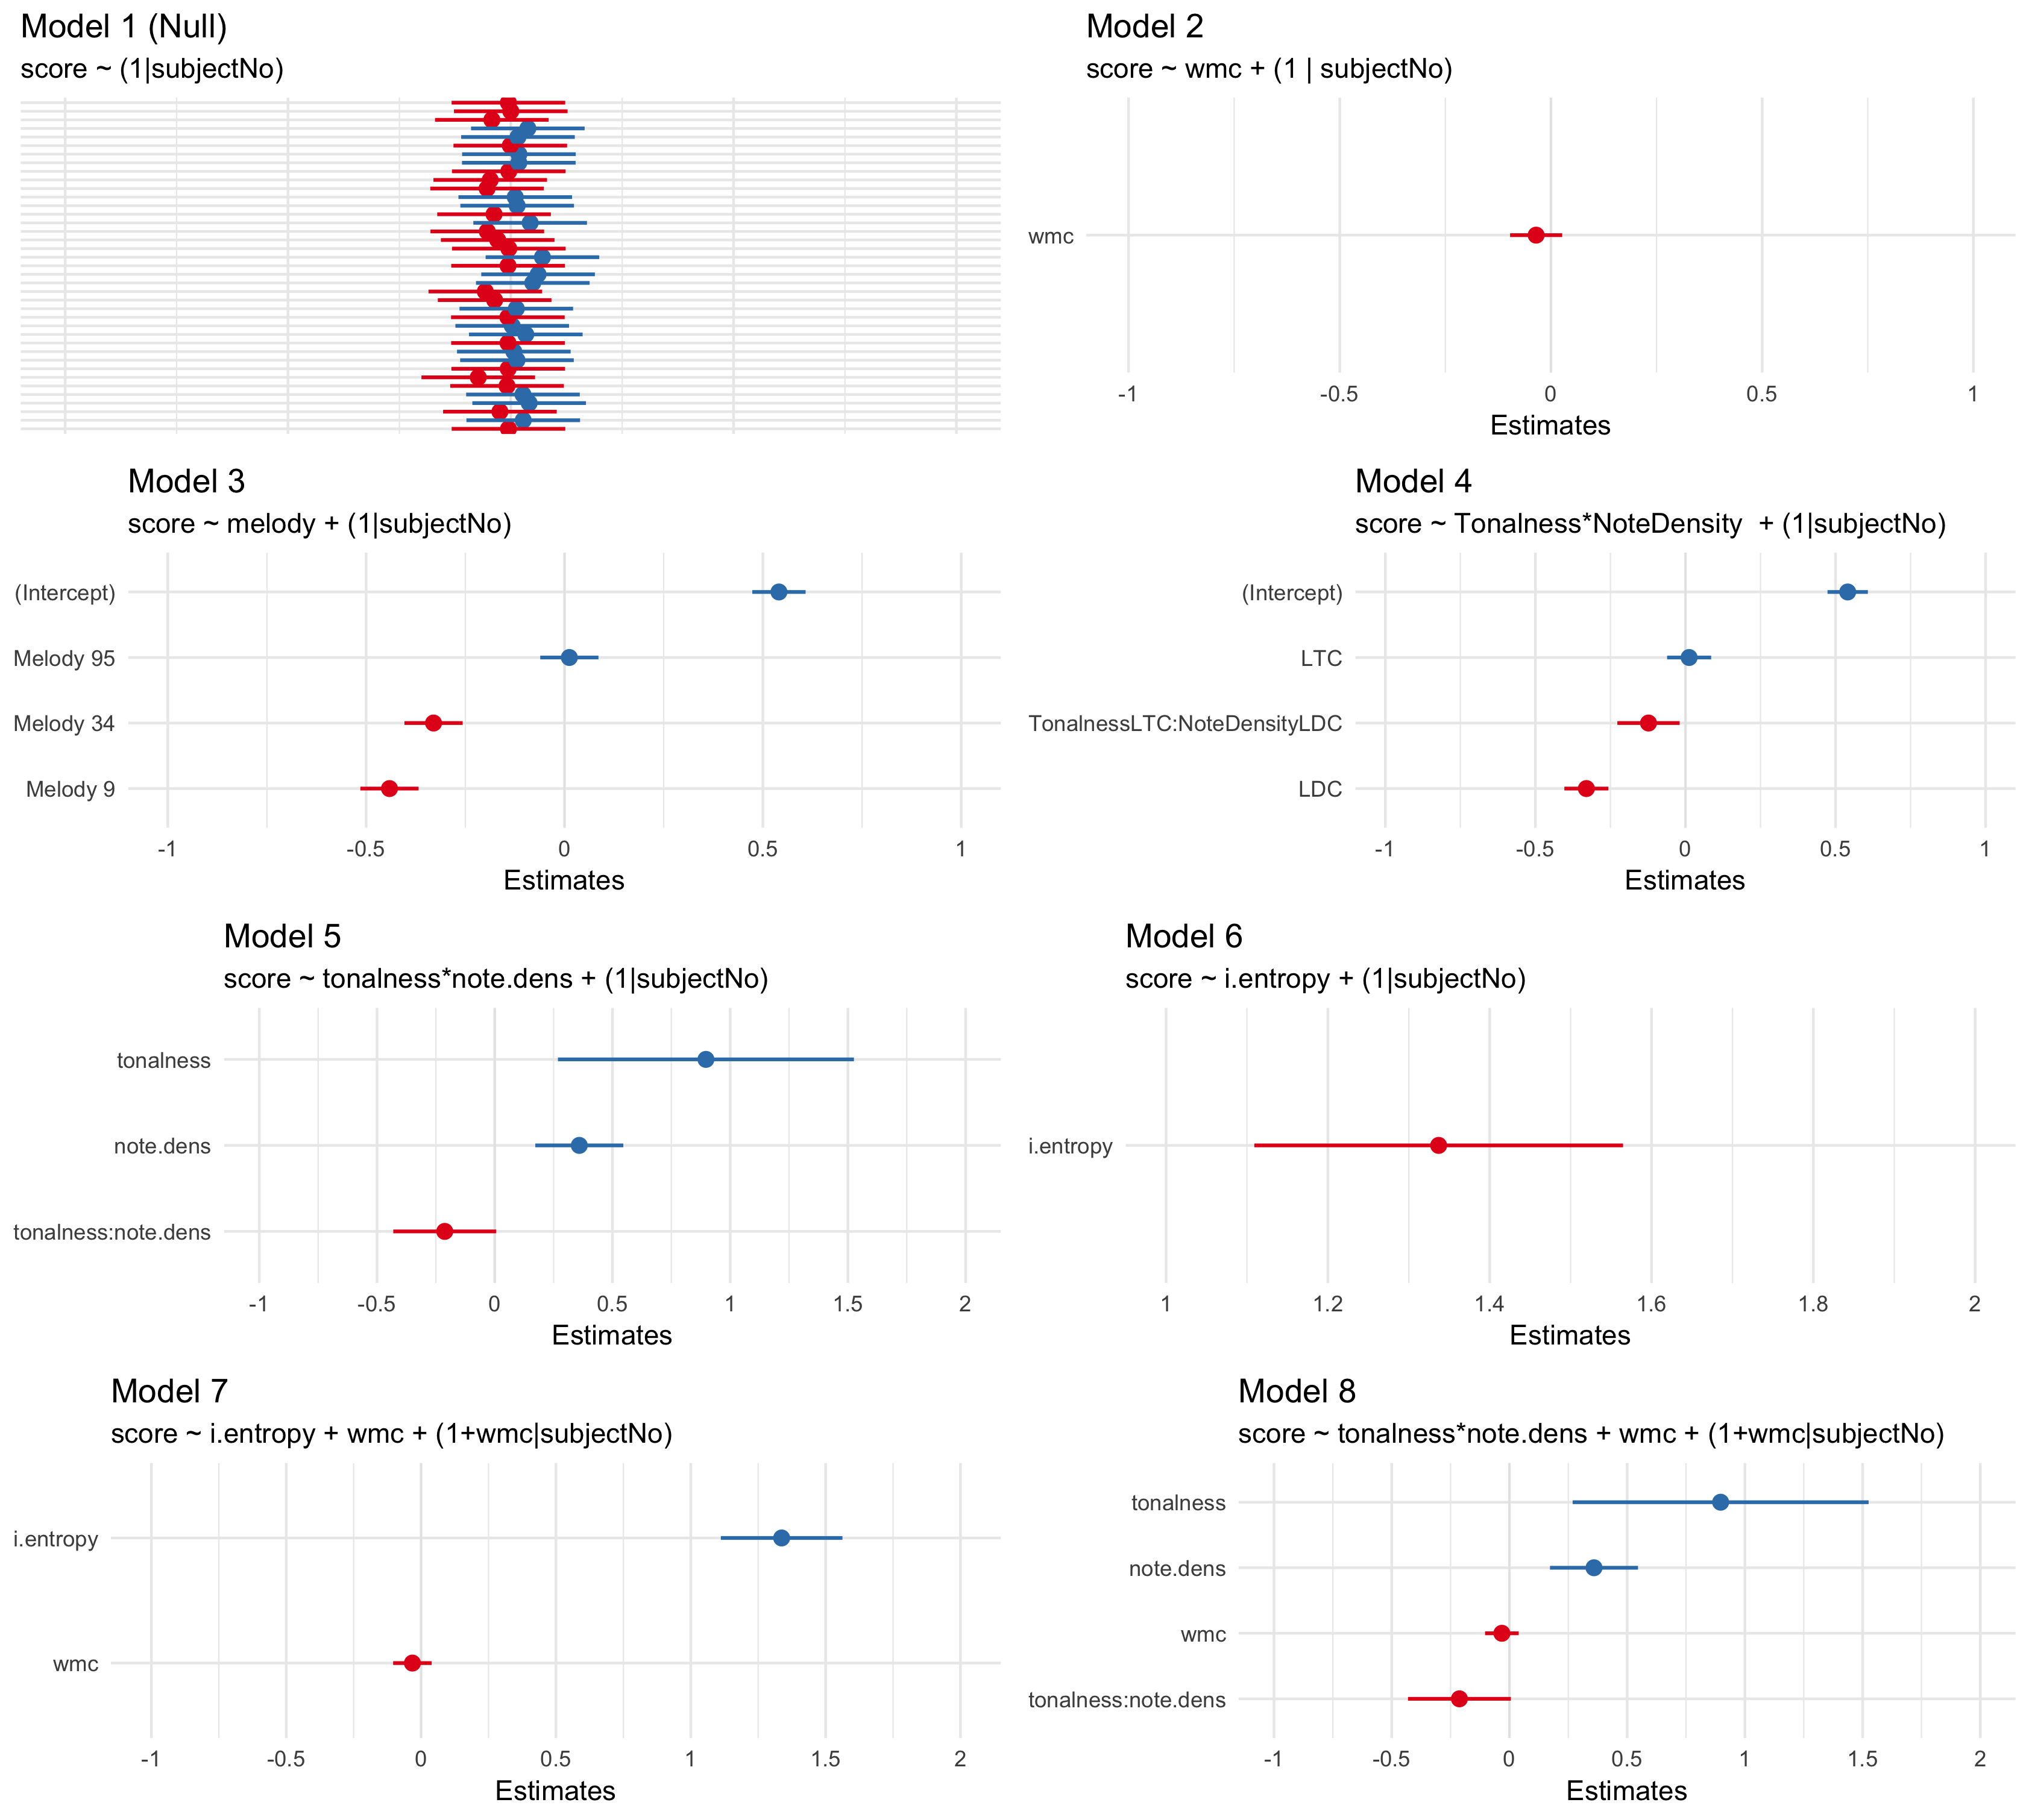 Model 1 (Null)
score ~ (1|subjectNo)
Model 2
score ~ wmc + (1 | subjectNo)
wmc
-1 -0.5 0 0.5 1
Estimates
Model 3
score ~ melody + (1|subjectNo)
(Intercept)
Melody 95
Melody 34
Melody 9
-1 -0.5 0 0.5 1
Estimates
Model 4
score ~ Tonalness*NoteDensity  + (1|subjectNo)
(Intercept)
LTC
TonalnessLTC:NoteDensityLDC
LDC
-1 -0.5 0 0.5 1
Estimates
Model 5
score ~ tonalness*note.dens + (1|subjectNo)
tonalness
note.dens
tonalness:note.dens
-1 -0.5 0 0.5 1 1.5 2
Estimates
Model 6
score ~ i.entropy + (1|subjectNo)
i.entropy
1 1.2 1.4 1.6 1.8 2
Estimates
Model 7
score ~ i.entropy + wmc + (1+wmc|subjectNo)
i.entropy
wmc
-1 -0.5 0 0.5 1 1.5 2
Estimates
Model 8
score ~ tonalness*note.dens + wmc + (1+wmc|subjectNo)
tonalness
note.dens
wmc
tonalness:note.dens
-1 -0.5 0 0.5 1 1.5 2
Estimates